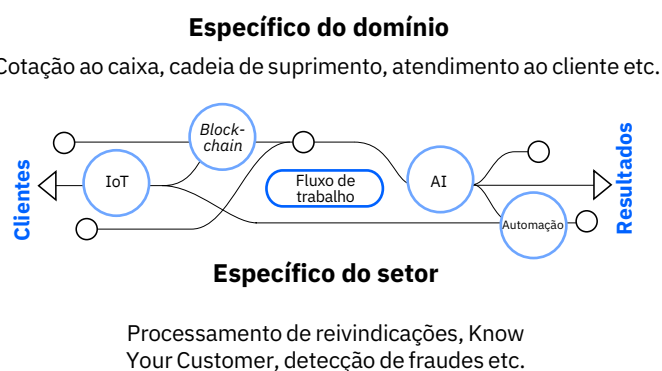 Específico do domínio
Cotação ao caixa, cadeia de suprimento, atendimento ao cliente etc.
Clientes
IoT
Block-
chain
Fluxo de
trabalho
AI
Automação
Resultados
Específico do setor
Processamento de reivindicações, Know
Your Customer, detecção de fraudes etc.